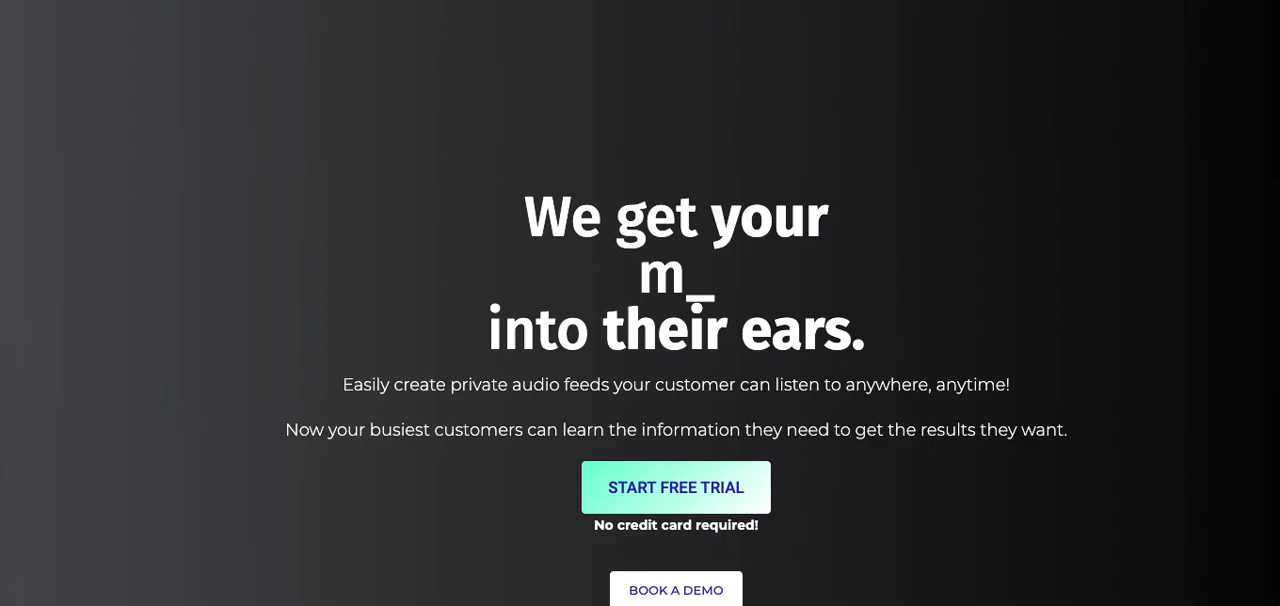 We get your
m_
into their ears.
Easily create private audio feeds your customer can listen to anywhere, anytime!
Now your busiest customers can learn the information they need to get the results they want.
START FREE TRIAL
No credit card required!
BOOK A DEMO